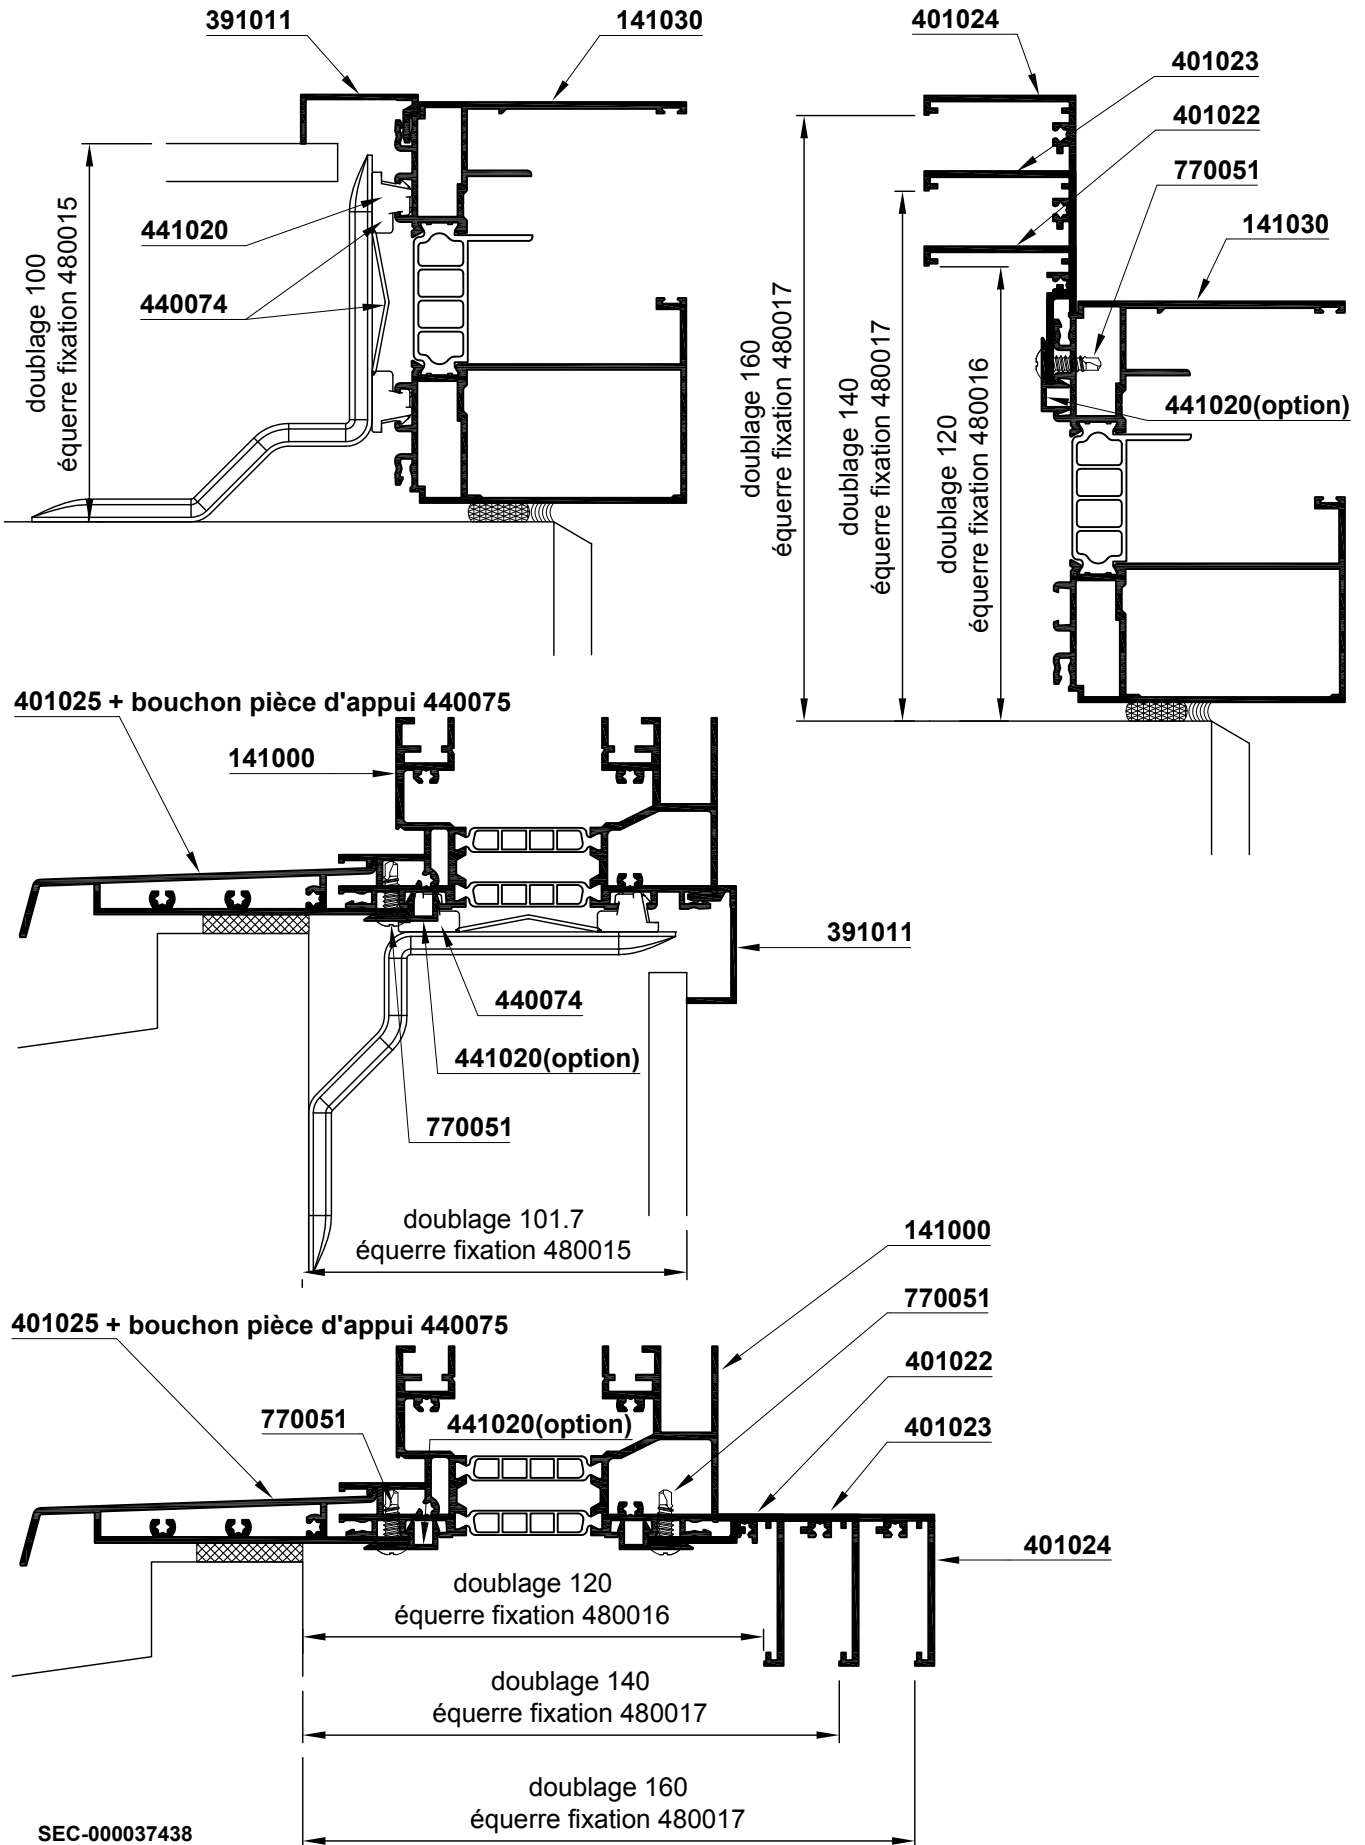 391011
141030
441020
440074
doublage 100
équerre fixation 480015
401024
401023
401022
770051
141030
441020(option)
doublage 160
équerre fixation 480017
doublage 140
équerre fixation 480017
doublage 120
équerre fixation 480016
401025 + bouchon pièce d'appui 440075
141000
391011
440074
441020(option)
770051
doublage 101.7
équerre fixation 480015
401025 + bouchon pièce d'appui 440075
141000
770051
401022
401023
401024
770051
441020(option)
doublage 120
équerre fixation 480016
doublage 140
équerre fixation 480017
doublage 160
équerre fixation 480017
SEC-000037438